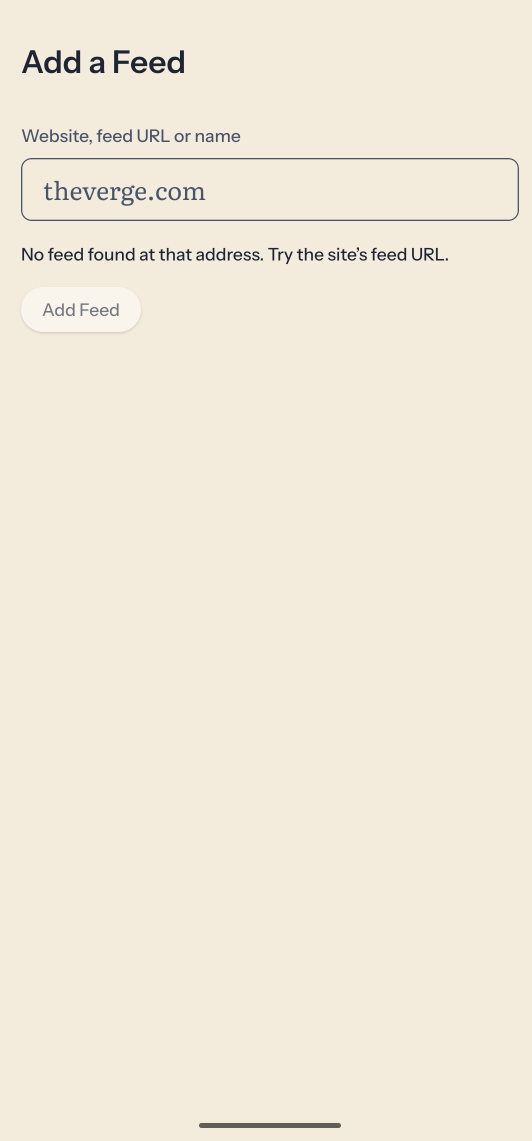 Add a Feed
Website, feed URL or name
theverge.com
No feed found at that address. Try the site’s feed URL.
Add Feed